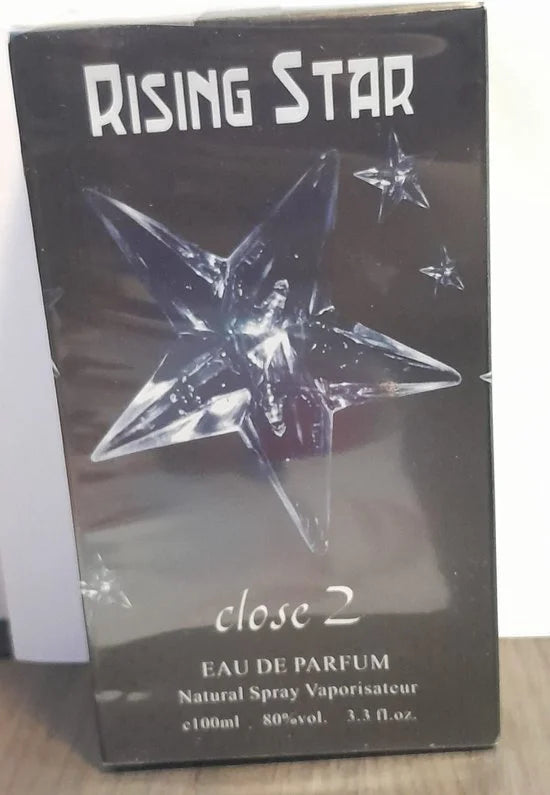 RISING STAR
close 2
EAU DE PARFUM
Natural Spray Vaporisateur
e100ml 80%vol. 3.3 fl.oz.